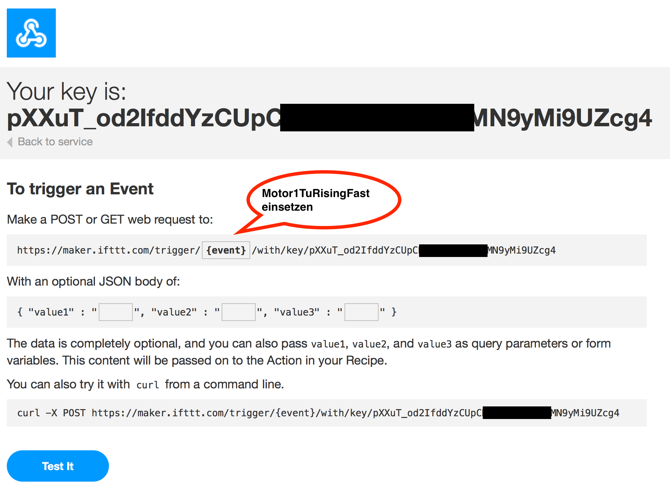 Your key is:
pXXuT_od2IfddYzCUpC MN9yMi9UZcg4
Back to service
To trigger an Event
Motor1TuRisingFast
einsetzen
Make a POST or GET web request to:
https://maker.ifttt.com/trigger/ {event} /with/key/pXXuT_od2IfddYzCUpC MN9yMi9UZcg4
With an optional JSON body of:
{ "value1" : " ", "value2" : " ", "value3" : " " }
The data is completely optional, and you can also pass value1, value2, and value3 as query parameters or form
variables. This content will be passed on to the Action in your Recipe.
You can also try it with curl from a command line.
curl -X POST https://maker.ifttt.com/trigger/{event}/with/key/pXXuT_od2IfddYzCUpC MN9yMi9UZcg4
Test It